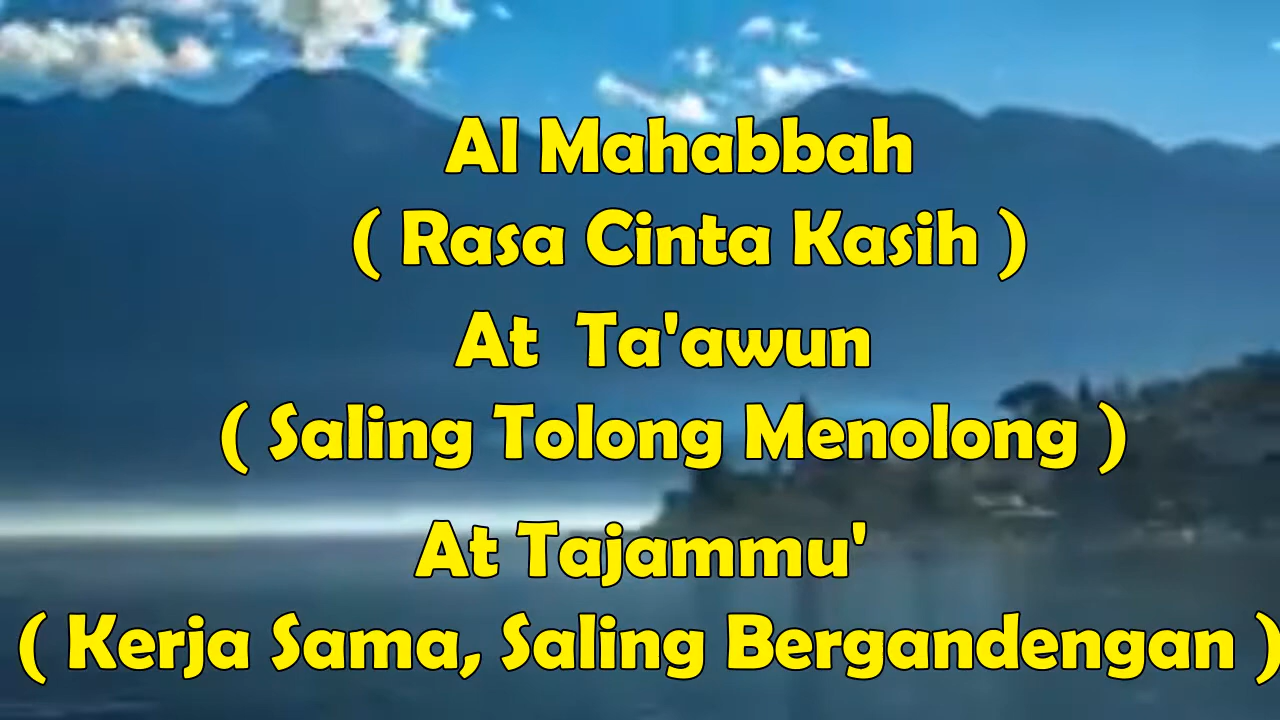 Al Mahabbah
( Rasa Cinta Kasih )
At Ta'awun
( Saling Tolong Menolong )
At Tajammu'
( Kerja Sama, Saling Bergandengan )